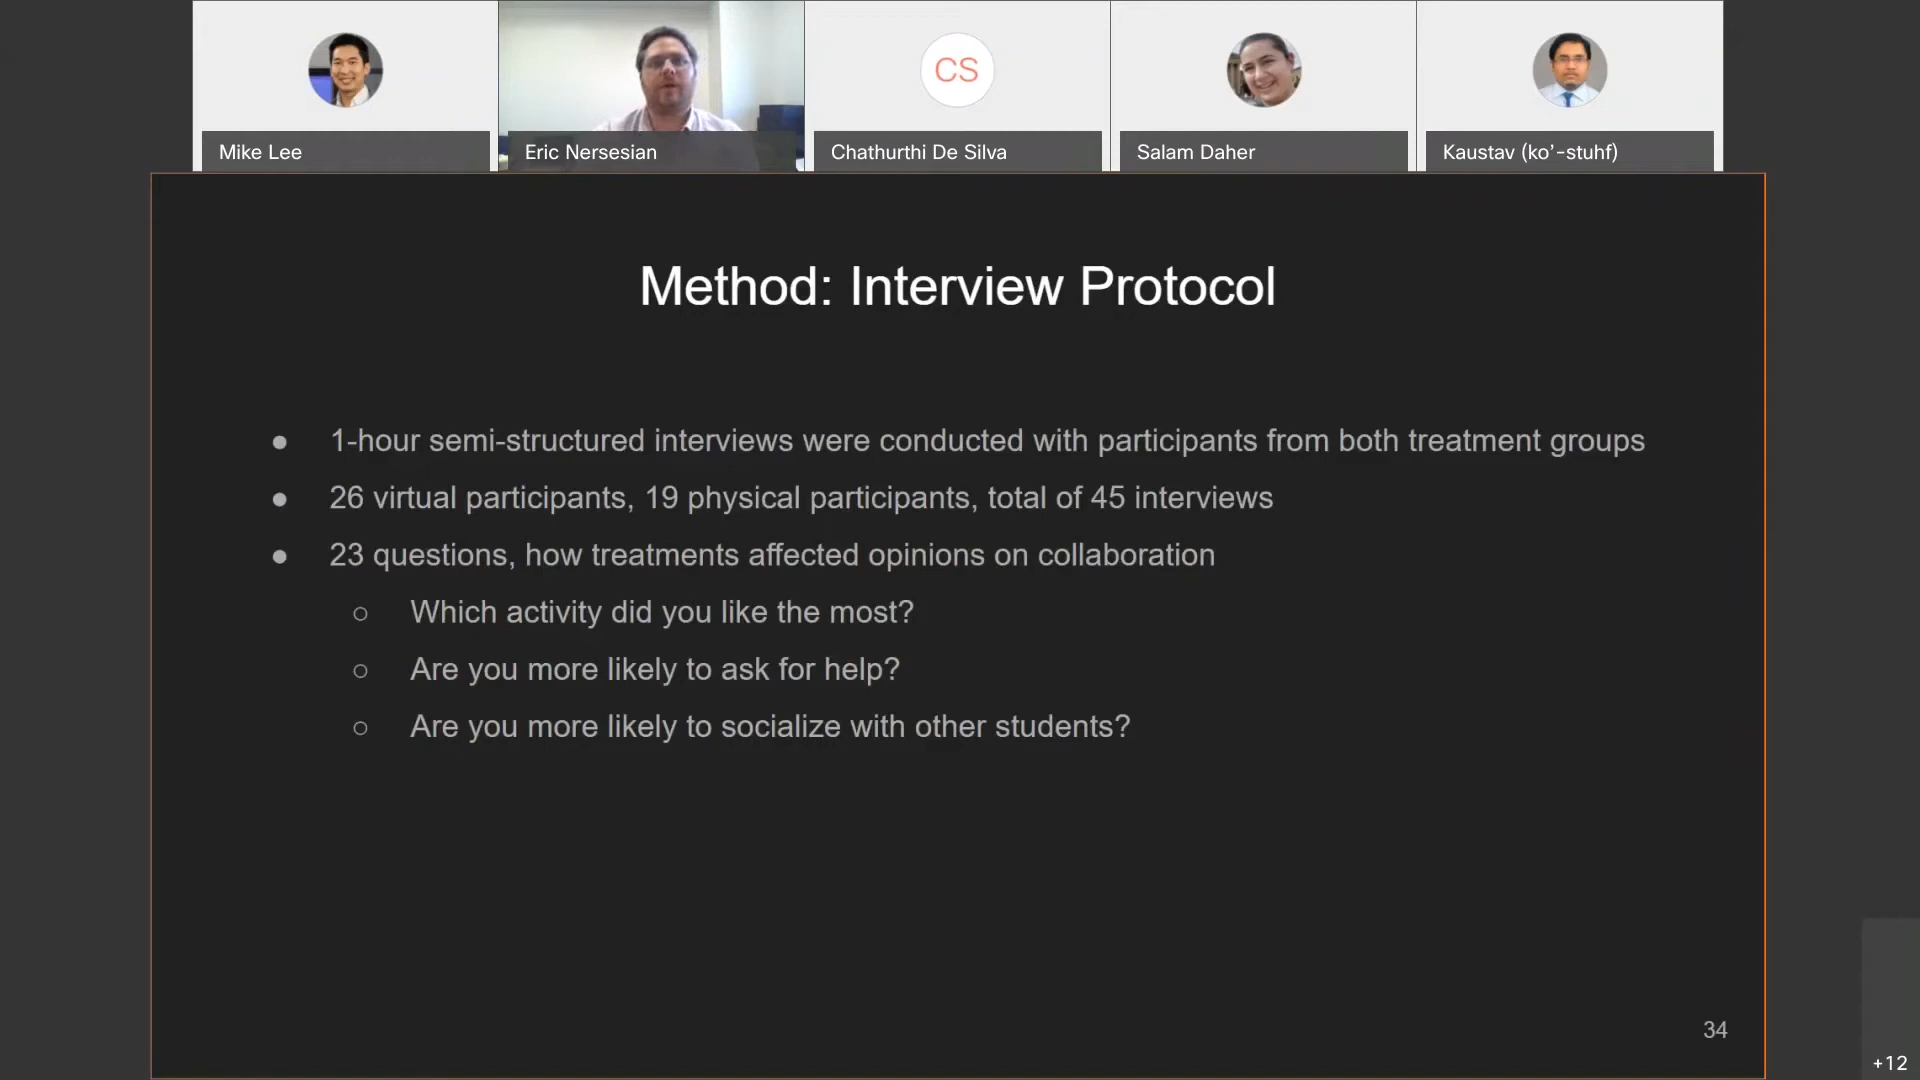 CS
Mike Lee
Eric Nersesian
Chathurthi De Silva
Salam Daher
Kaustav (ko’-stuhf)
Method: Interview Protocol
● 1-hour semi-structured interviews were conducted with participants from both treatment groups
● 26 virtual participants, 19 physical participants, total of 45 interviews
● 23 questions, how treatments affected opinions on collaboration
○ Which activity did you like the most?
○ Are you more likely to ask for help?
○ Are you more likely to socialize with other students?
34
+12